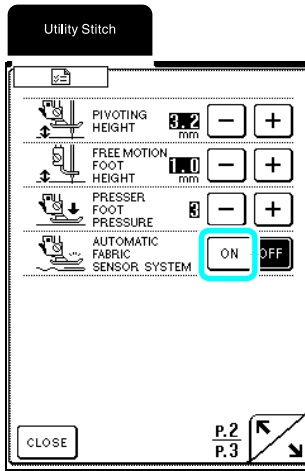 Utility Stitch
PIVOTING
HEIGHT
3.2
mm
− +
FREE MOTION
FOOT
HEIGHT
1.0
mm
− +
PRESSER
FOOT
PRESSURE
3
− +
AUTOMATIC
FABRIC
SENSOR SYSTEM
ON OFF
CLOSE
P.2
P.3